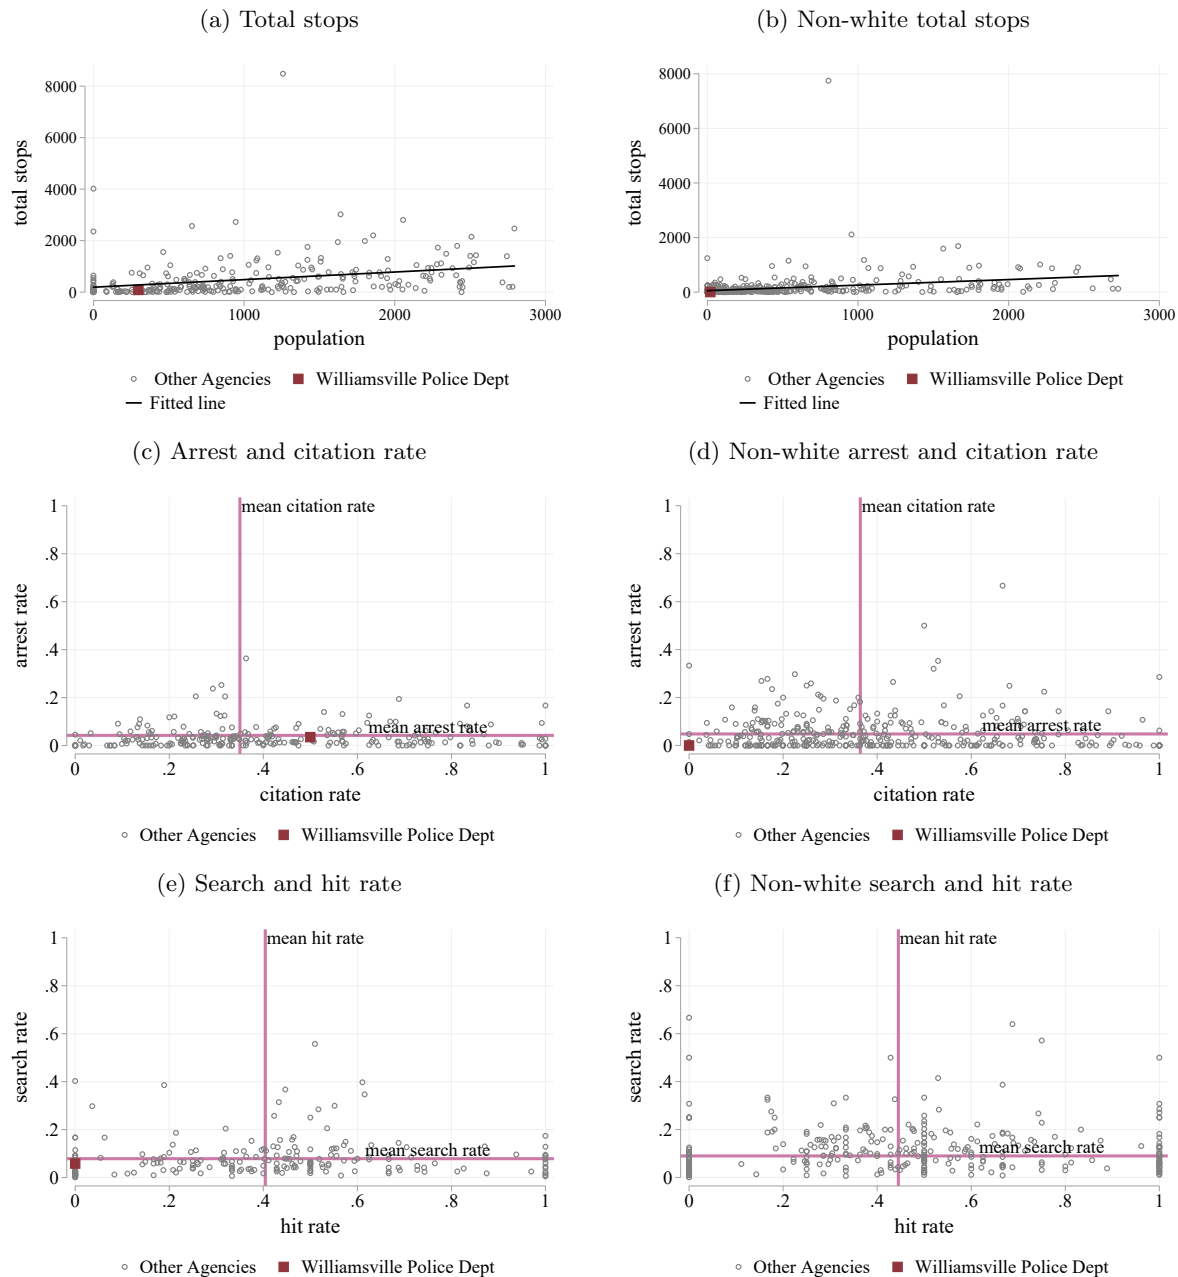 (a) Total stops
8000
6000
4000
2000
0
total stops
0 1000 2000 3000
population
Other Agencies Williamsville Police Dept
Fitted line
(b) Non-white total stops
8000
6000
4000
2000
0
total stops
0 1000 2000 3000
population
Other Agencies Williamsville Police Dept
Fitted line
(c) Arrest and citation rate
mean citation rate
mean arrest rate
1
.8
.6
.4
.2
0
arrest rate
0 .2 .4 .6 .8 1
citation rate
Other Agencies Williamsville Police Dept
(d) Non-white arrest and citation rate
mean citation rate
mean arrest rate
1
.8
.6
.4
.2
0
arrest rate
0 .2 .4 .6 .8 1
citation rate
Other Agencies Williamsville Police Dept
(e) Search and hit rate
mean hit rate
mean search rate
1
.8
.6
.4
.2
0
search rate
0 .2 .4 .6 .8 1
hit rate
Other Agencies Williamsville Police Dept
(f) Non-white search and hit rate
mean hit rate
mean search rate
1
.8
.6
.4
.2
0
search rate
0 .2 .4 .6 .8 1
hit rate
Other Agencies Williamsville Police Dept